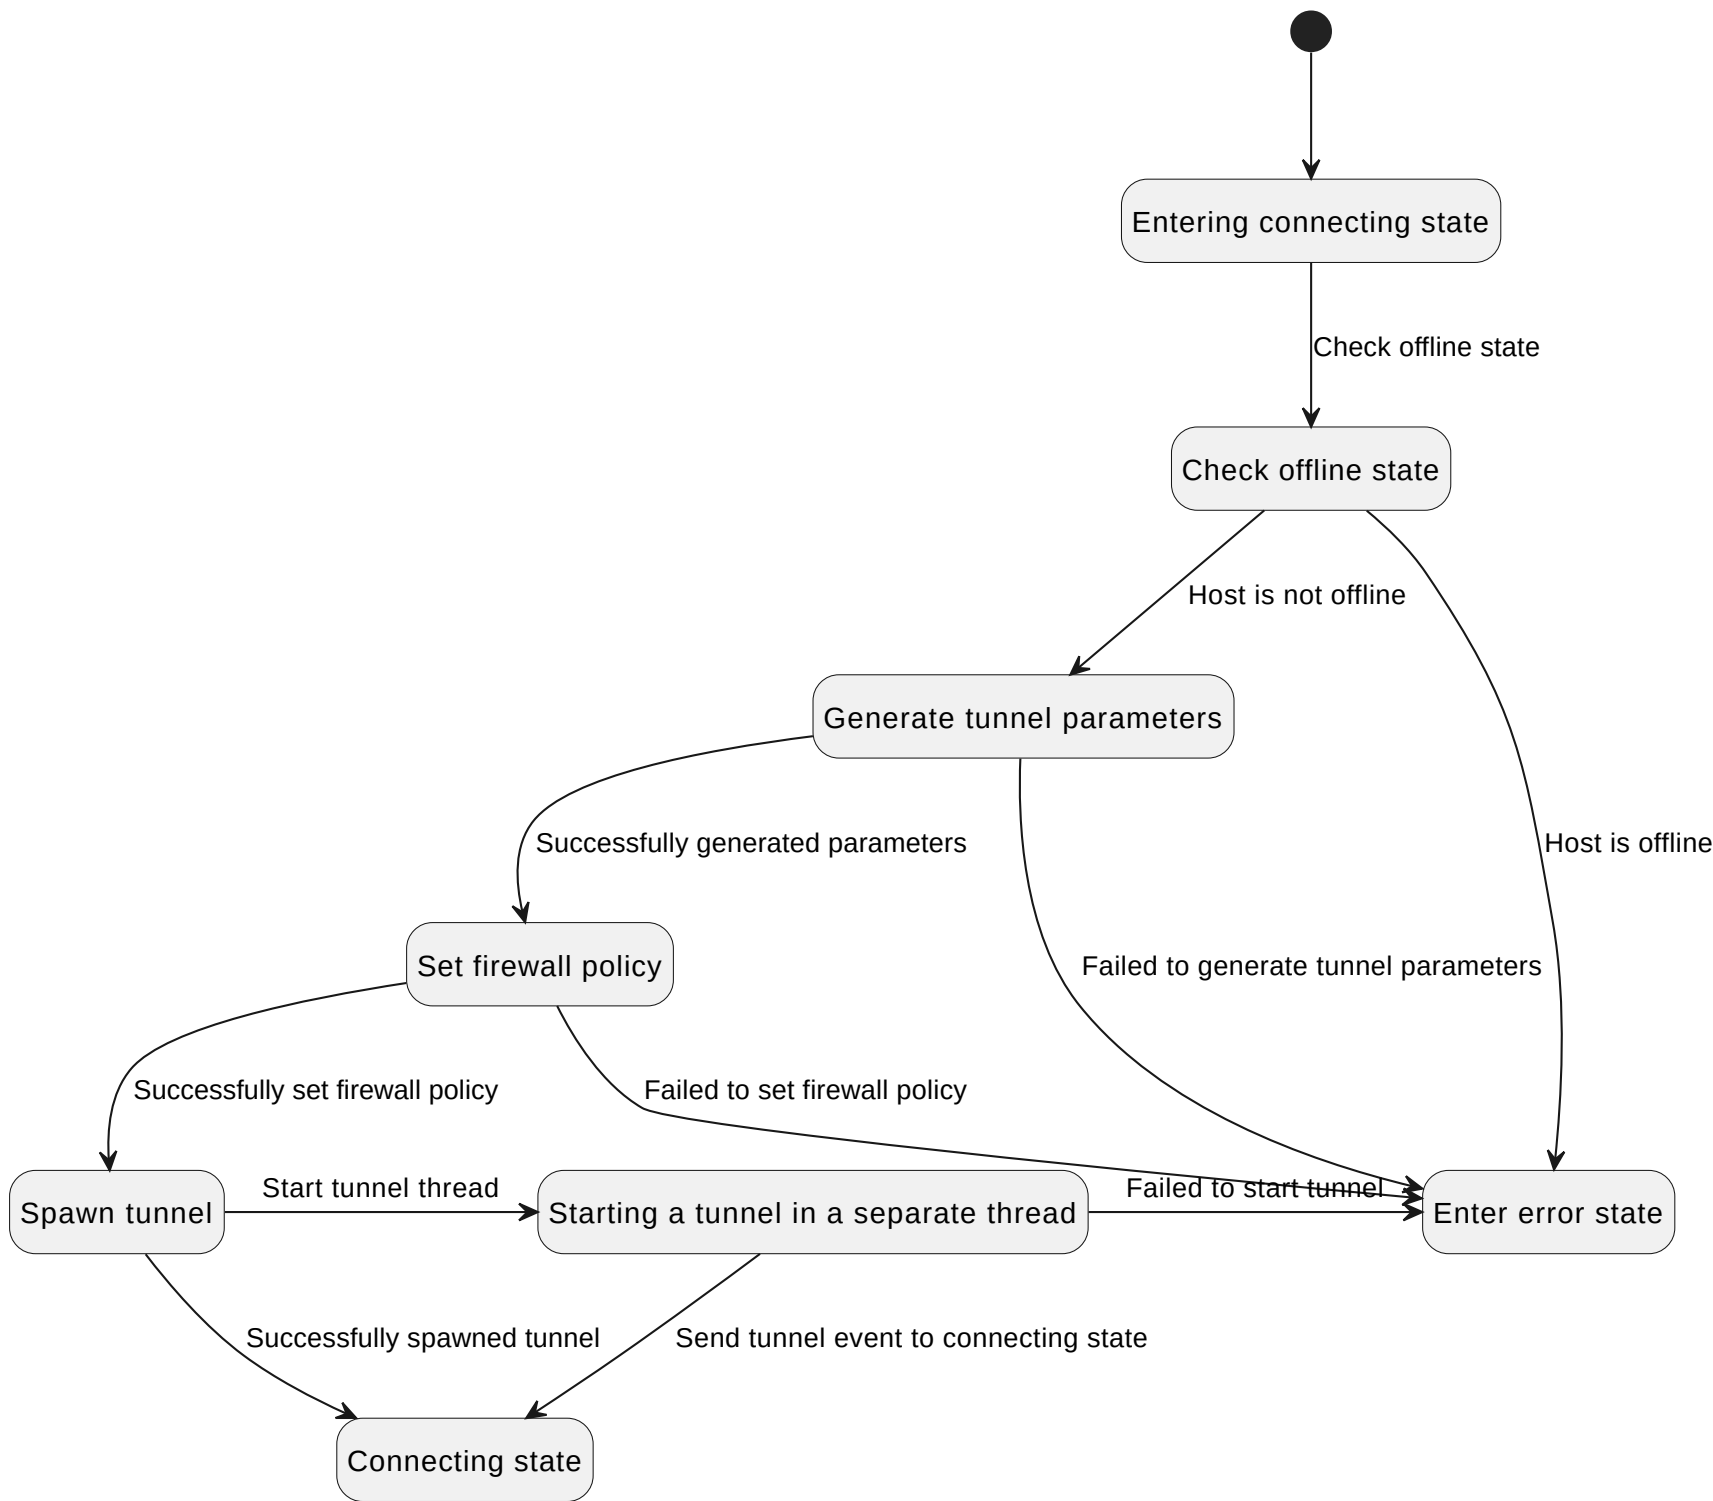 Entering connecting state
Check offline state
Check offline state
Host is not offline
Generate tunnel parameters
Successfully generated parameters
Host is offline
Set firewall policy
Failed to generate tunnel parameters
Successfully set firewall policy
Failed to set firewall policy
Start tunnel thread
Failed to start tunnel
Spawn tunnel
Starting a tunnel in a separate thread
Enter error state
Successfully spawned tunnel
Send tunnel event to connecting state
Connecting state